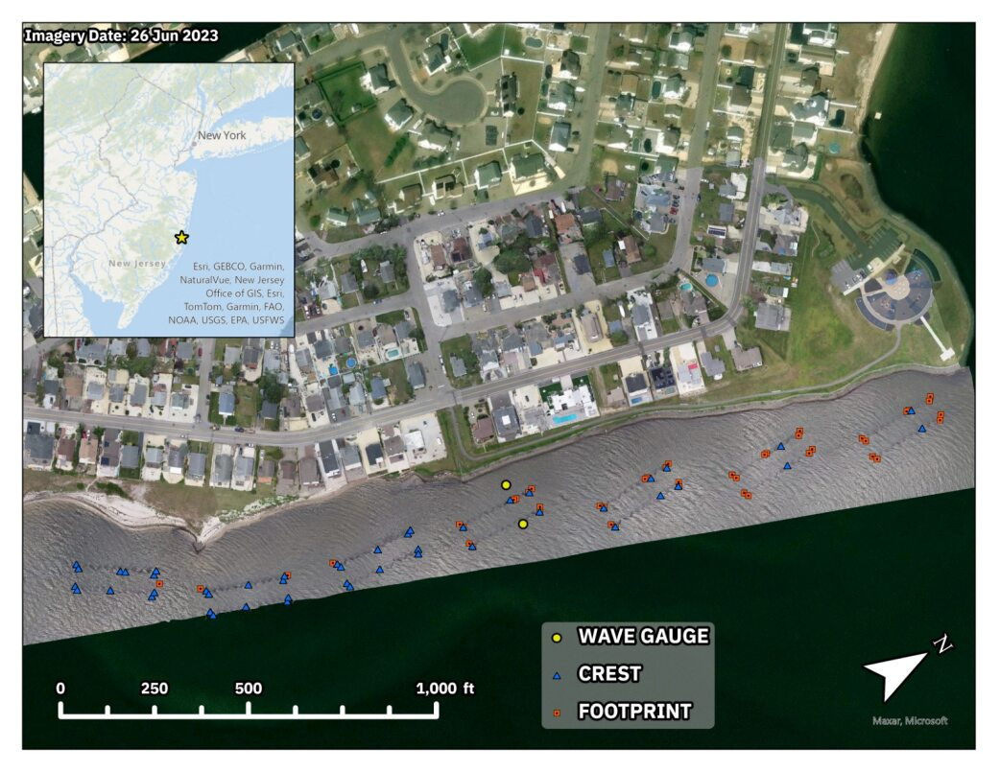 Imagery Date: 26 Jun 2023
New York
New Jersey
Esri, GEBCO, Garmin,
NaturalVue, New Jersey
Office of GIS, Esri,
TomTom, Garmin, FAO,
NOAA, USGS, EPA, USFWS
WAVE GAUGE
CREST
FOOTPRINT
0 250 500 1,000 ft
N
Maxar, Microsoft